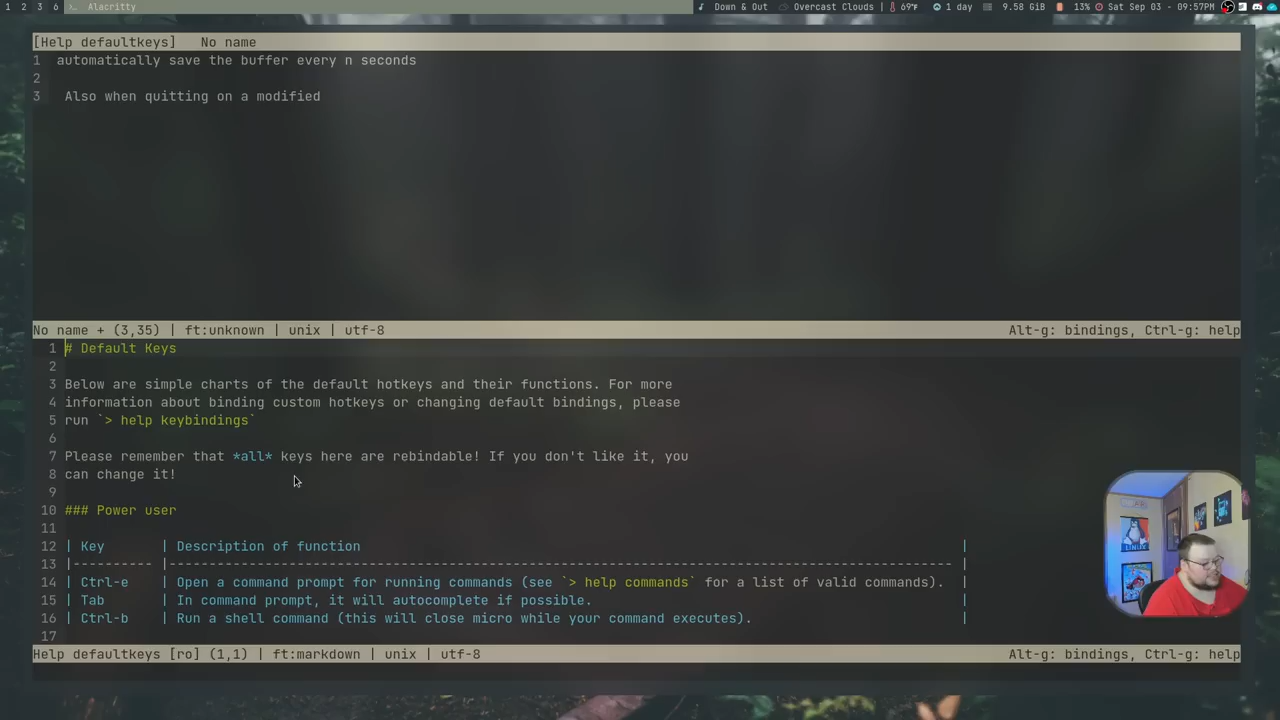 1 2 3 6 Alacritty Down & Out Overcast Clouds 69°F 1 day 9.58 GiB 13% Sat Sep 03 - 09:57PM
[Help defaultkeys] No name
1 automatically save the buffer every n seconds
2
3 Also when quitting on a modified
No name + (3,35) | ft:unknown | unix | utf-8 Alt-g: bindings, Ctrl-g: help
1 # Default Keys
2
3 Below are simple charts of the default hotkeys and their functions. For more
4 information about binding custom hotkeys or changing default bindings, please
5 run `> help keybindings`
6
7 Please remember that *all* keys here are rebindable! If you don't like it, you
8 can change it!
9
10 ### Power user
11
12 | Key | Description of function |
13 |---------- |------------------------------------------------------------------------------------------------- |
14 | Ctrl-e | Open a command prompt for running commands (see `> help commands` for a list of valid commands). |
15 | Tab | In command prompt, it will autocomplete if possible. |
16 | Ctrl-b | Run a shell command (this will close micro while your command executes). |
17
Help defaultkeys [ro] (1,1) | ft:markdown | unix | utf-8 Alt-g: bindings, Ctrl-g: help
LINUX